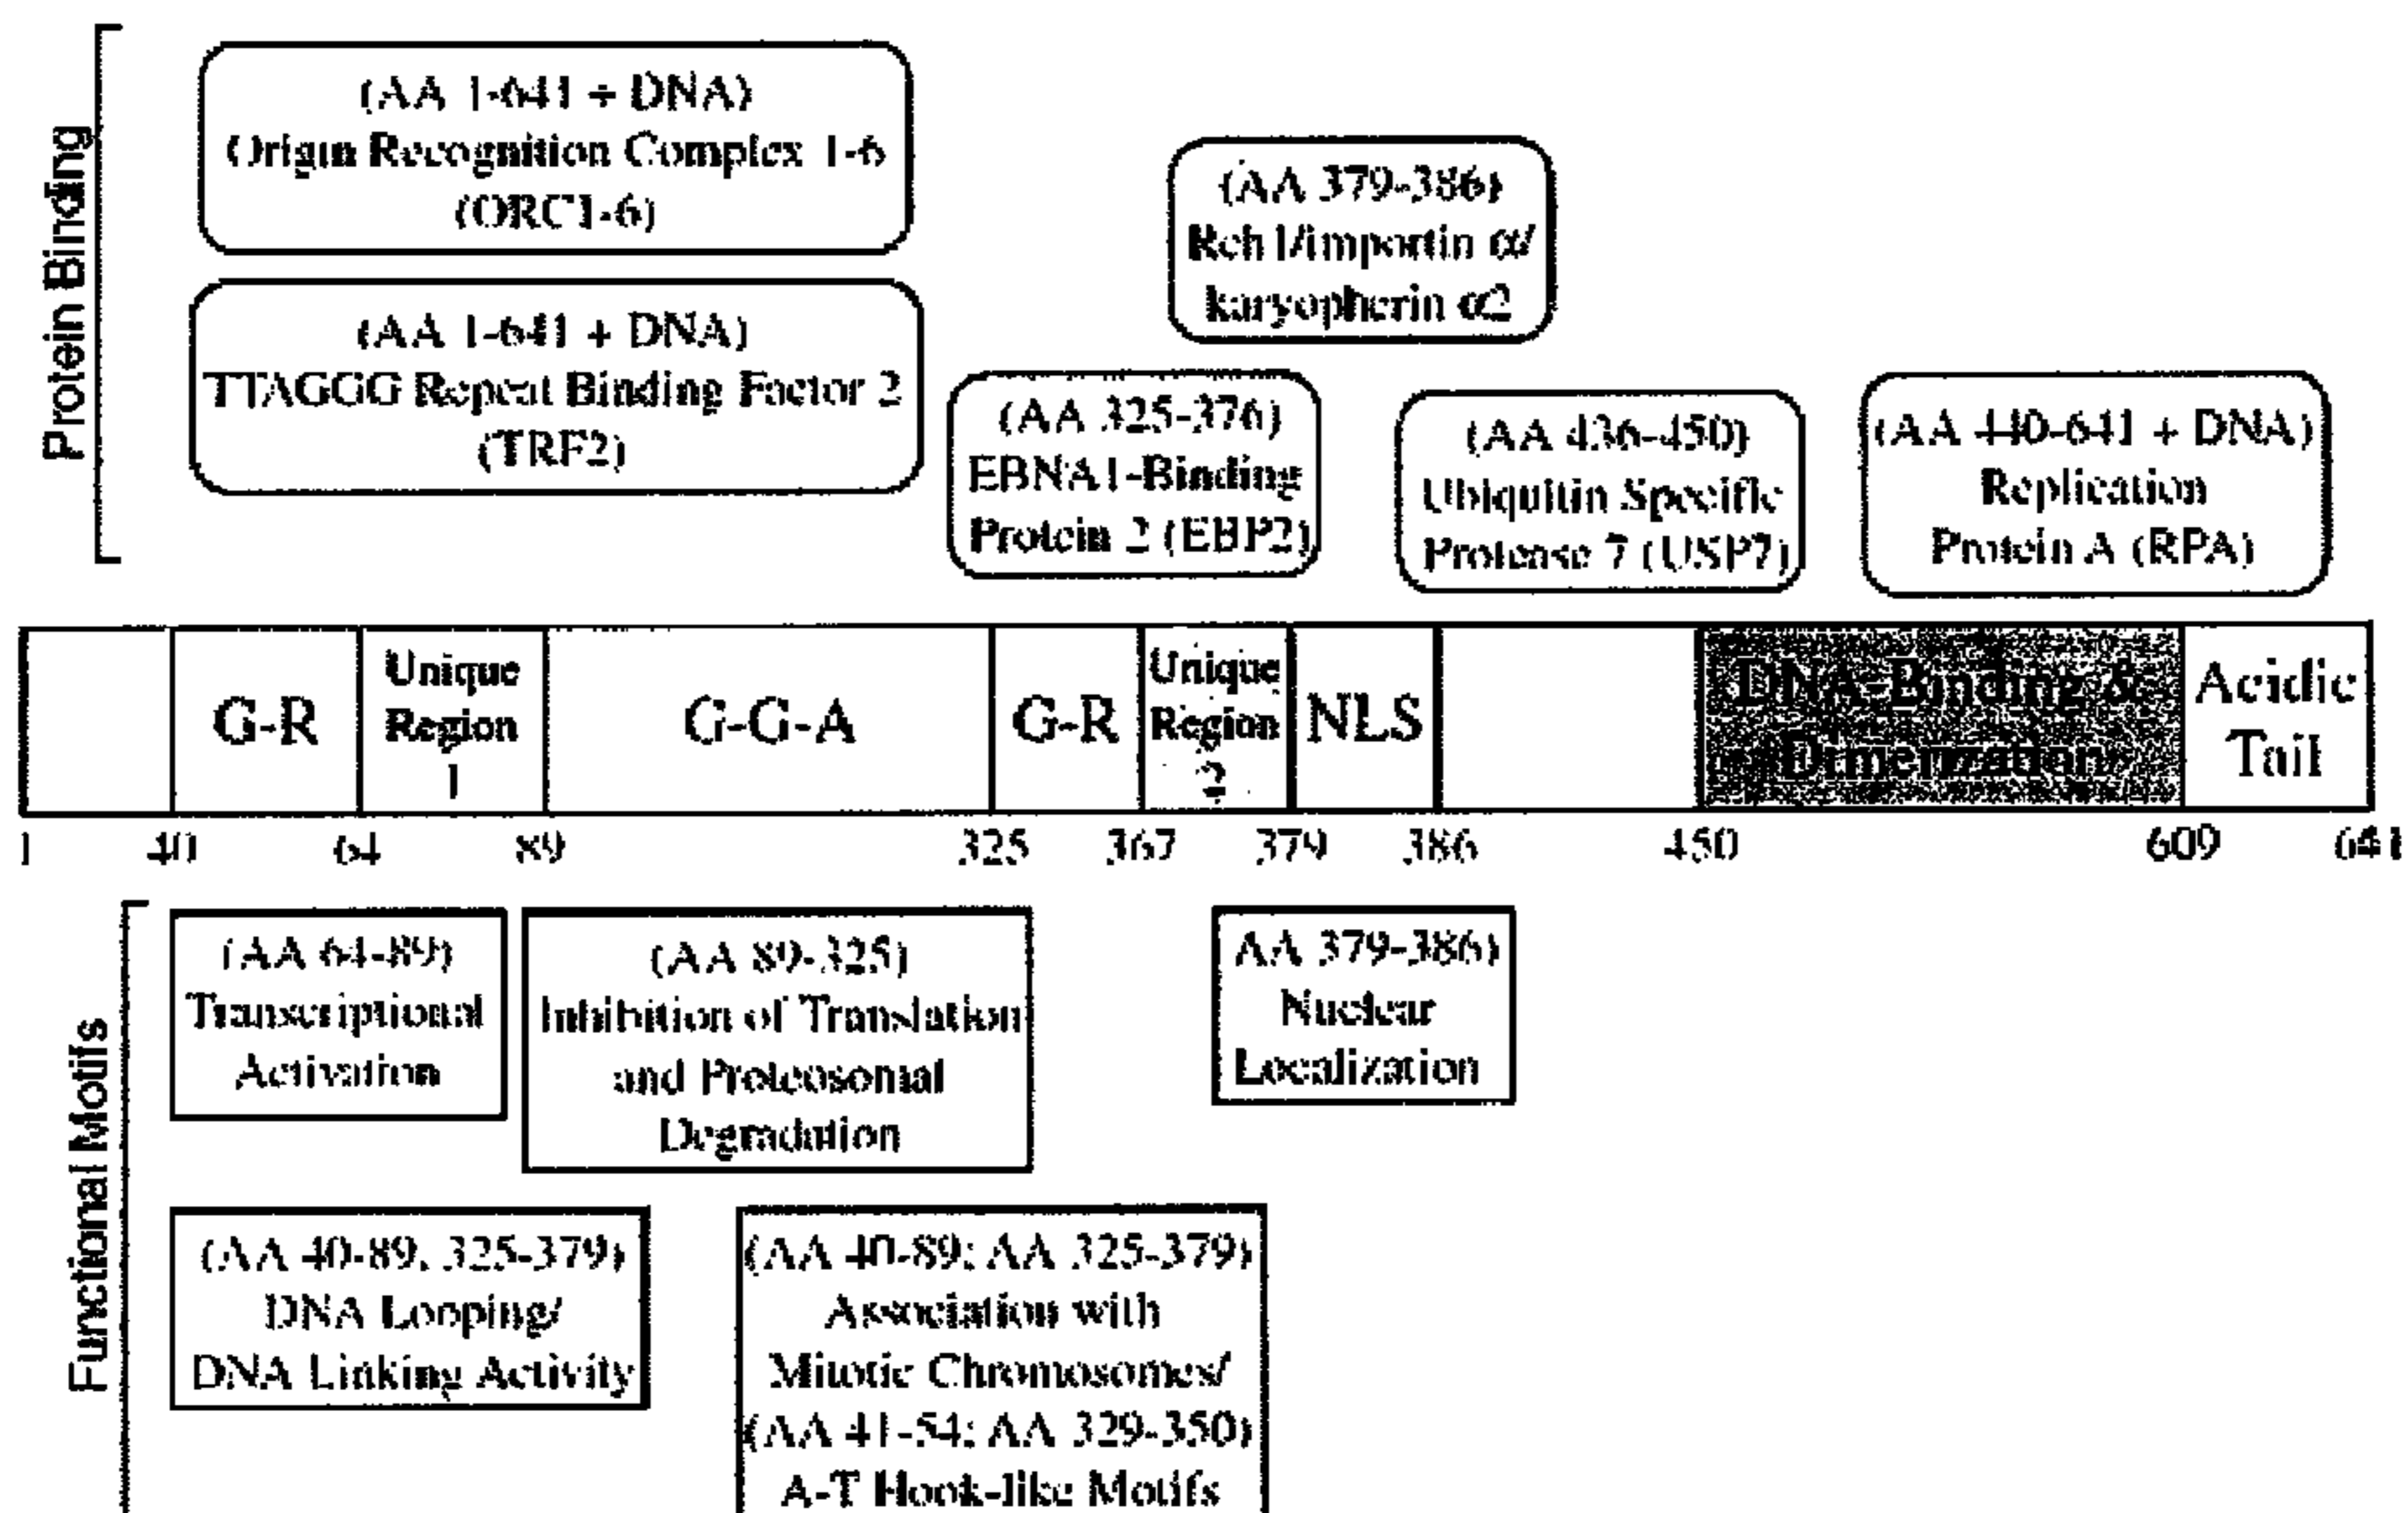 Protein Binding
(AA 1-641 + DNA)
Origin Recognition Complex 1-6
(ORC1-6)
(AA 1-641 + DNA)
TTAGGG Repeat Binding Factor 2
(TRF2)
(AA 379-386)
Rch1/importin α/
karyopherin α2
(AA 325-376)
EBNA1-Binding
Protein 2 (EBP2)
(AA 436-450)
Ubiquitin Specific
Protease 7 (USP7)
(AA 440-641 + DNA)
Replication
Protein A (RPA)
G-R
Unique
Region
1
G-G-A
G-R
Unique
Region
2
NLS
DNA-Binding &
Dimerization
Acidic
Tail
1 40 64 89 325 367 379 386 450 609 641
Functional Motifs
(AA 64-89)
Transcriptional
Activation
(AA 89-325)
Inhibition of Translation
and Proteosomal
Degradation
AA 379-386)
Nuclear
Localization
(AA 40-89, 325-379)
DNA Looping/
DNA Linking Activity
(AA 40-89; AA 325-379)
Association with
Mitotic Chromosomes/
(AA 41-54; AA 329-350)
A-T Hook-like Motifs